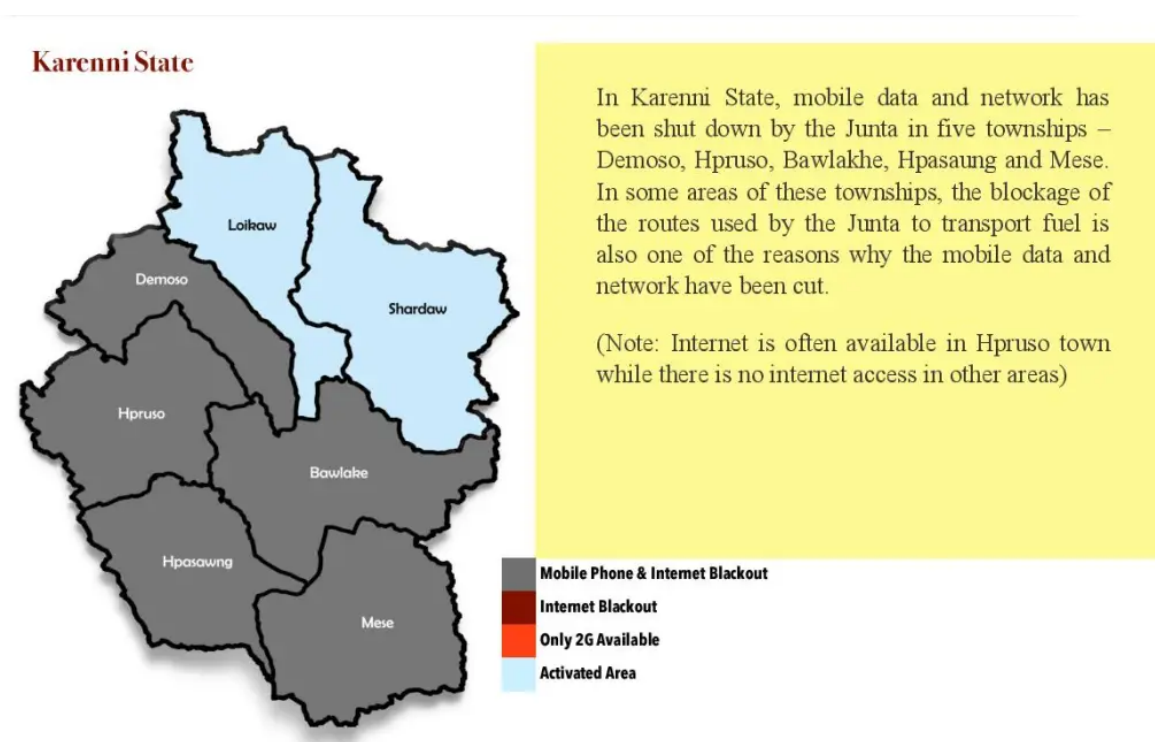 Karenni State
In Karenni State, mobile data and network has
been shut down by the Junta in five townships –
Demoso, Hpruso, Bawlakhe, Hpasaung and Mese.
In some areas of these townships, the blockage of
the routes used by the Junta to transport fuel is
also one of the reasons why the mobile data and
network have been cut.
(Note: Internet is often available in Hpruso town
while there is no internet access in other areas)
Loikaw
Demoso
Shardaw
Hpruso
Bawlake
Hpasawng
Mese
Mobile Phone & Internet Blackout
Internet Blackout
Only 2G Available
Activated Area